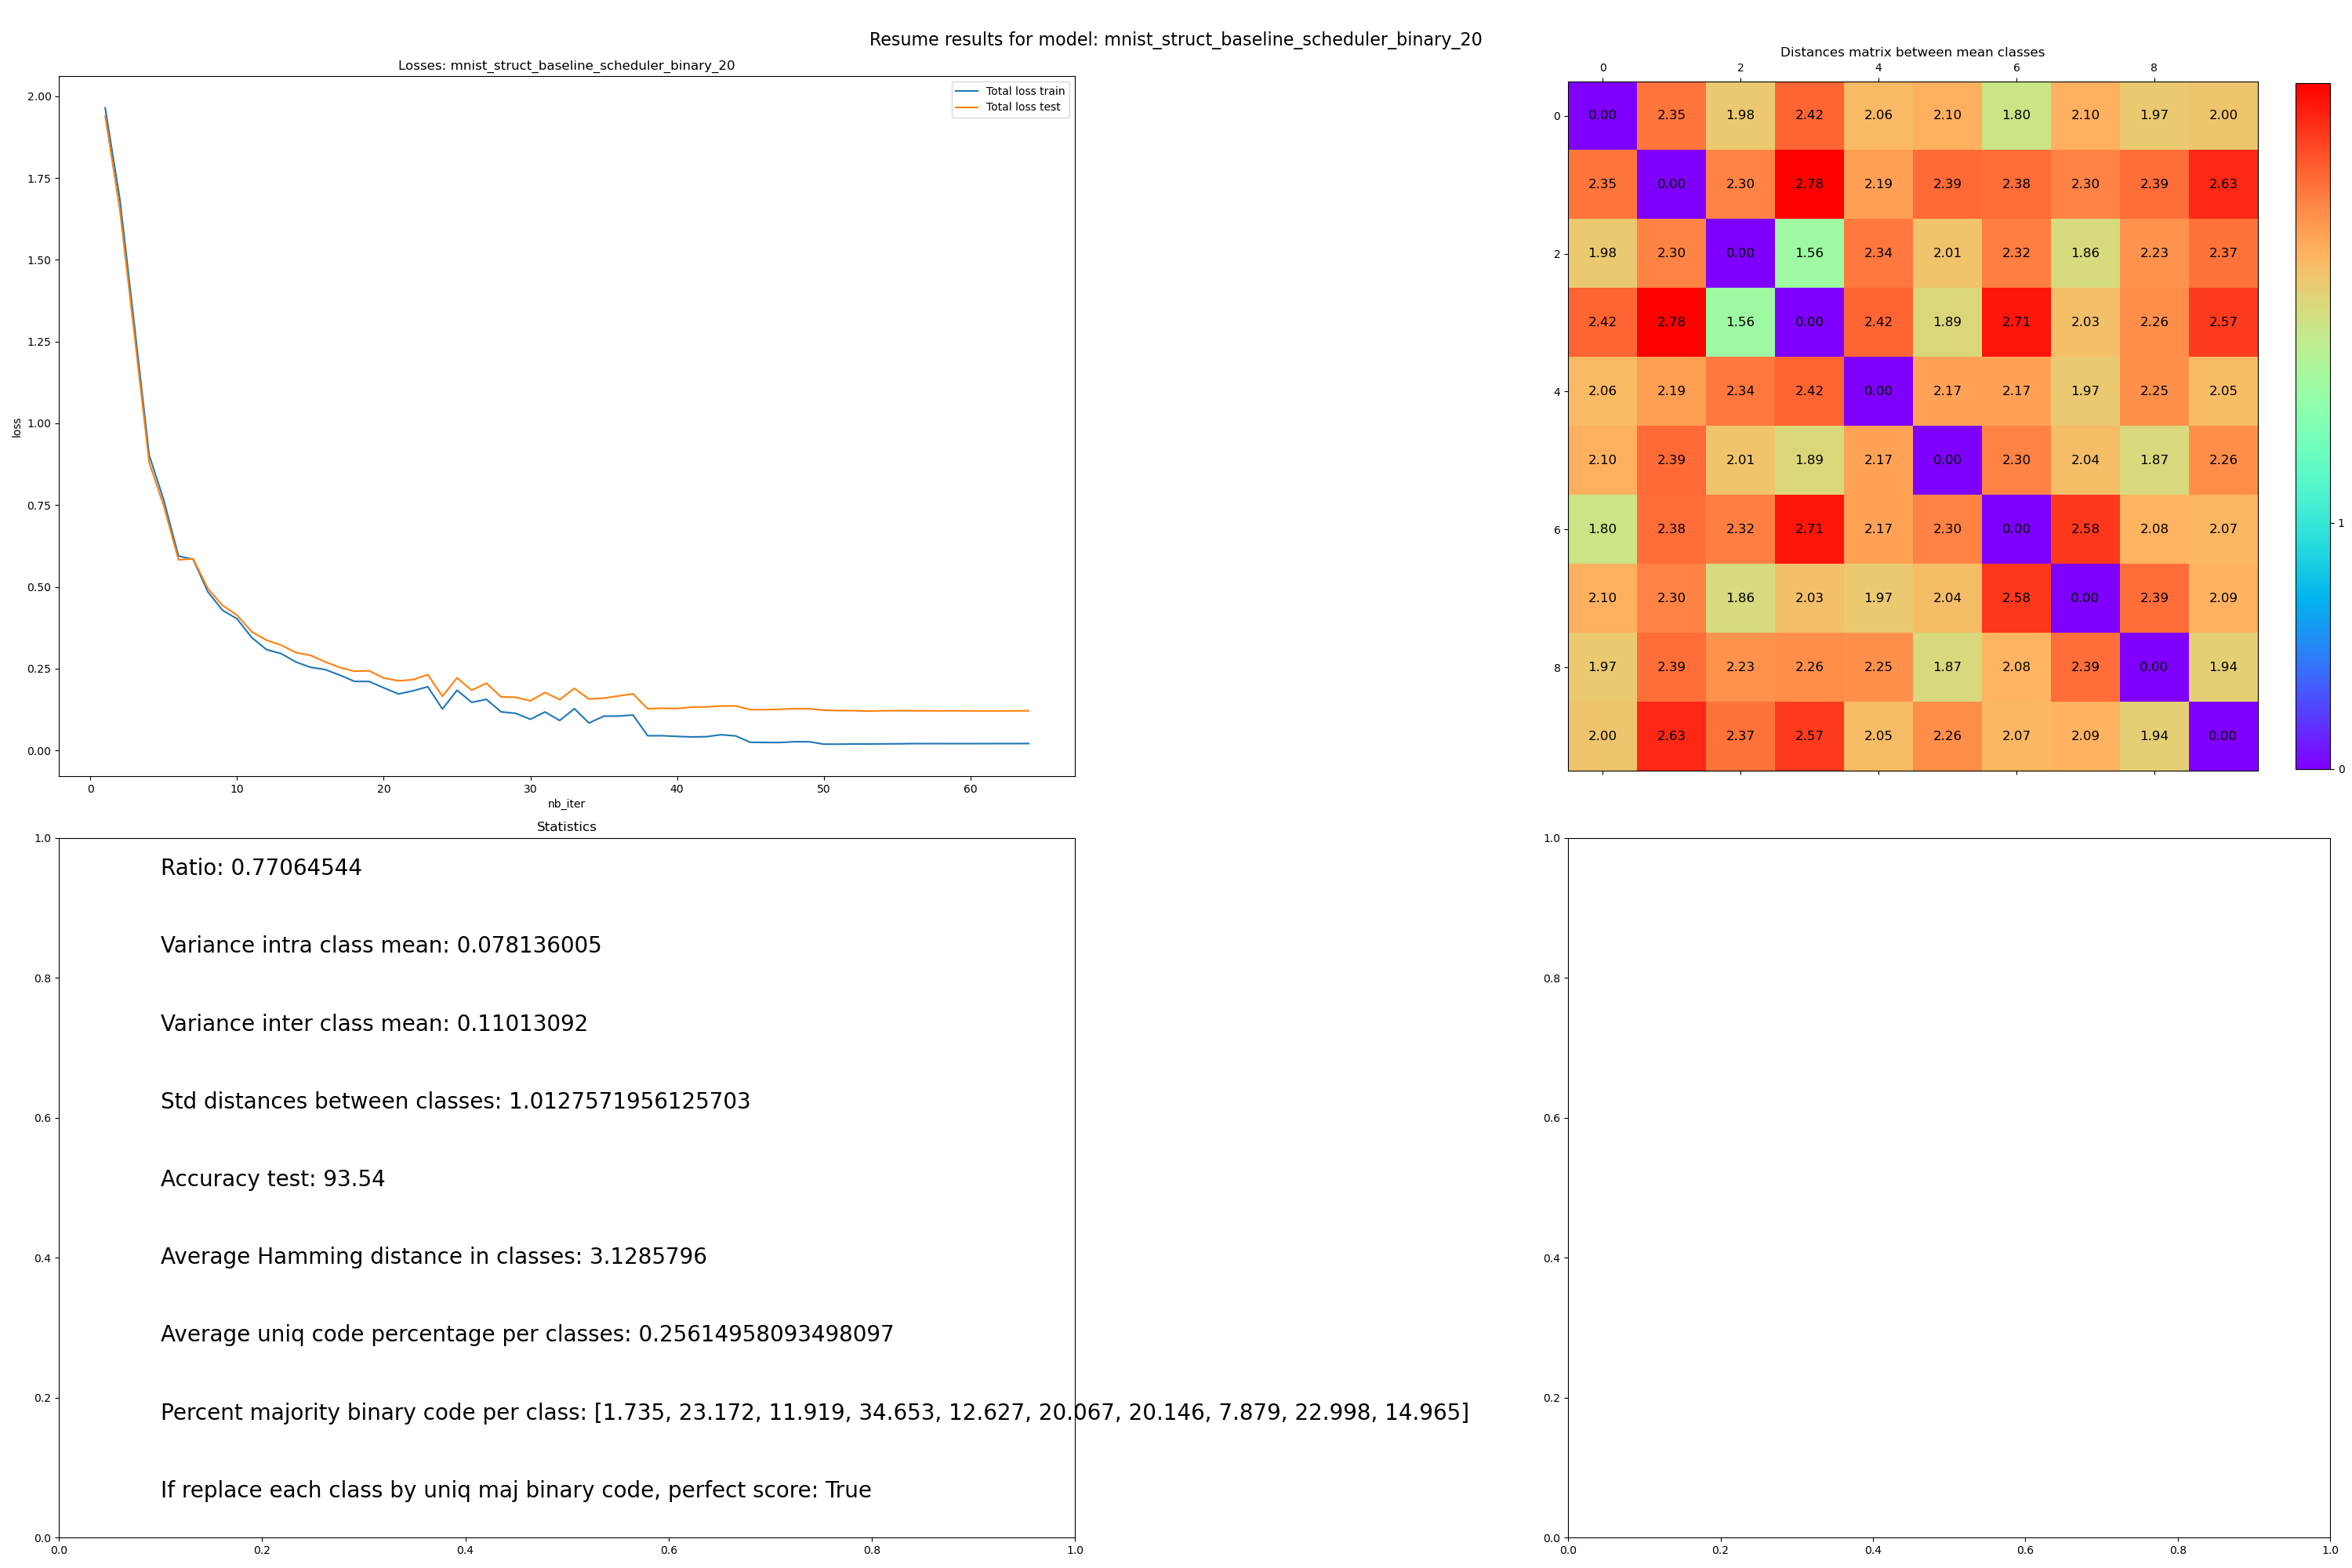 Resume results for model: mnist_struct_baseline_scheduler_binary_20
Losses: mnist_struct_baseline_scheduler_binary_20
Total loss train
Total loss test
2.00
1.75
1.50
1.25
1.00
0.75
0.50
0.25
0.00
loss
0 10 20 30 40 50 60
nb_iter
Distances matrix between mean classes
0 2 4 6 8
0 0.00 2.35 1.98 2.42 2.06 2.10 1.80 2.10 1.97 2.00
2.35 0.00 2.30 2.78 2.19 2.39 2.38 2.30 2.39 2.63
2 1.98 2.30 0.00 1.56 2.34 2.01 2.32 1.86 2.23 2.37
2.42 2.78 1.56 0.00 2.42 1.89 2.71 2.03 2.26 2.57
4 2.06 2.19 2.34 2.42 0.00 2.17 2.17 1.97 2.25 2.05
2.10 2.39 2.01 1.89 2.17 0.00 2.30 2.04 1.87 2.26
6 1.80 2.38 2.32 2.71 2.17 2.30 0.00 2.58 2.08 2.07
2.10 2.30 1.86 2.03 1.97 2.04 2.58 0.00 2.39 2.09
8 1.97 2.39 2.23 2.26 2.25 1.87 2.08 2.39 0.00 1.94
2.00 2.63 2.37 2.57 2.05 2.26 2.07 2.09 1.94 0.00
1
0
Statistics
1.0
0.8
0.6
0.4
0.2
0.0
Ratio: 0.77064544
Variance intra class mean: 0.078136005
Variance inter class mean: 0.11013092
Std distances between classes: 1.0127571956125703
Accuracy test: 93.54
Average Hamming distance in classes: 3.1285796
Average uniq code percentage per classes: 0.25614958093498097
Percent majority binary code per class: [1.735, 23.172, 11.919, 34.653, 12.627, 20.067, 20.146, 7.879, 22.998, 14.965]
If replace each class by uniq maj binary code, perfect score: True
0.0 0.2 0.4 0.6 0.8 1.0
1.0
0.8
0.6
0.4
0.2
0.0
0.0 0.2 0.4 0.6 0.8 1.0